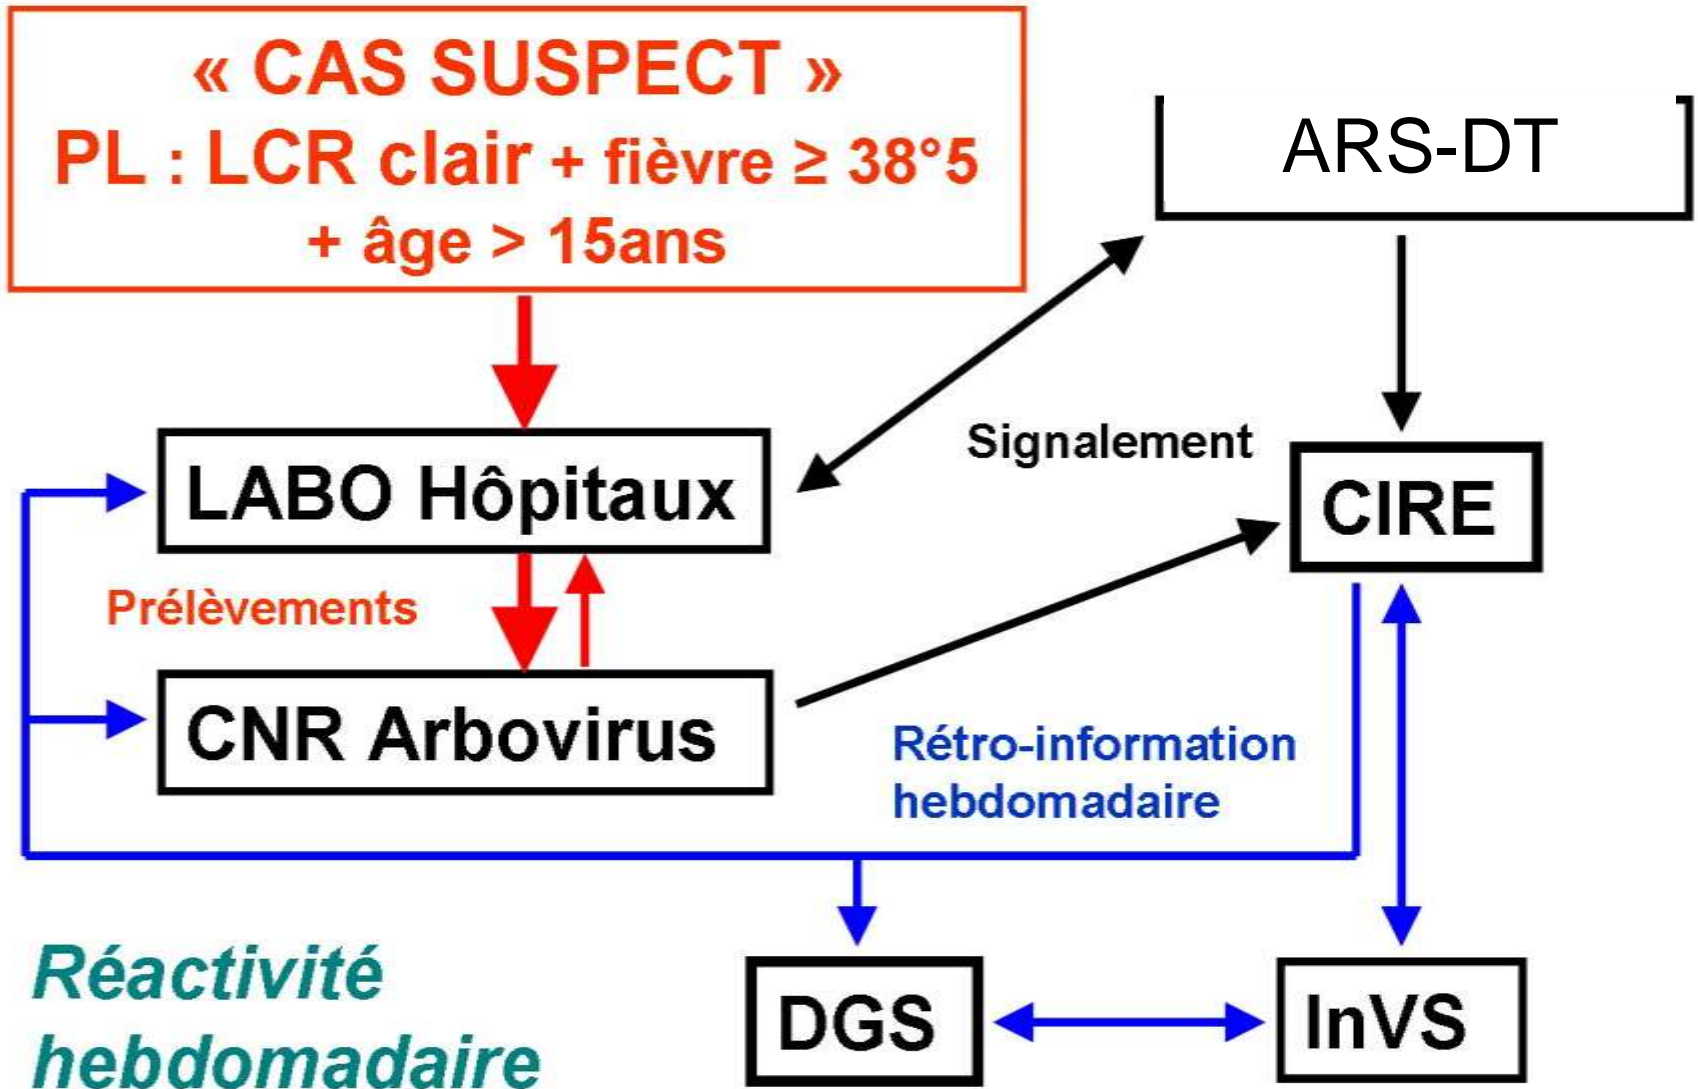 « CAS SUSPECT »
PL : LCR clair + fièvre ≥ 38°5
+ âge > 15ans
ARS-DT
Signalement
LABO Hôpitaux
CIRE
Prélèvements
CNR Arbovirus
Rétro-information
hebdomadaire
Réactivité
hebdomadaire
DGS
InVS